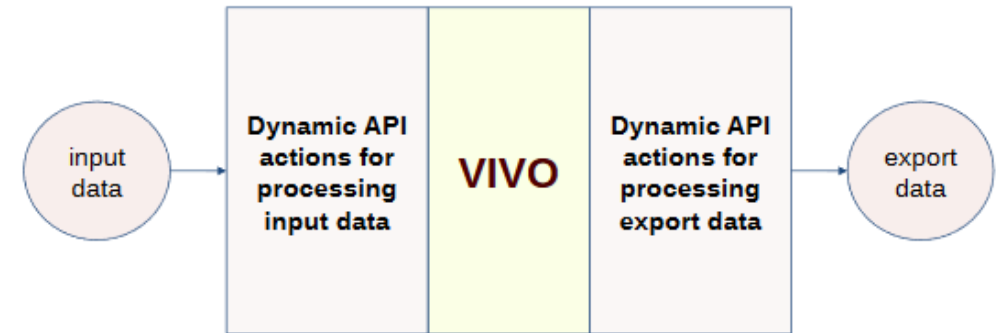 input
data
Dynamic API
actions for
processing
input data
VIVO
Dynamic API
actions for
processing
export data
export
data